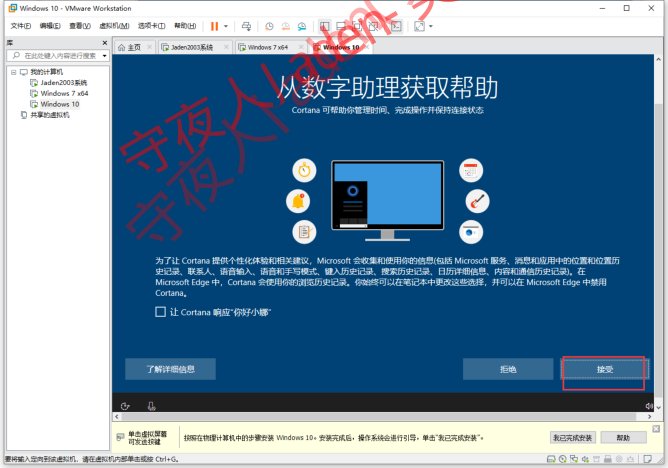 Windows 10 - VMware Workstation
文件(F) 编辑(E) 查看(V) 虚拟机(M) 选项卡(T) 帮助(H)
库
在此处键入内容进行搜索
我的计算机
Jaden2003系统
Windows 7 x64
Windows 10
共享的虚拟机
主页 Jaden2003系统 Windows 7 x64 Windows 10
守夜人Jaden-
守夜人
从数字助理获取帮助
Cortana 可帮助你管理时间、完成操作并保持连接状态
为了让 Cortana 提供个性化体验和相关建议，Microsoft 会收集和使用你的信息(包括 Microsoft 服务、消息和应用中的位置和位置
历史记录、联系人、语音输入、语音和手写模式、键入历史记录、搜索历史记录、日历详细信息、内容和通信历史记录)。在
Microsoft Edge 中，Cortana 会使用你的浏览历史记录。你始终可以在笔记本中更改这些选择，并可以在 Microsoft Edge 中禁用
Cortana。
让 Cortana 响应"你好小娜"
了解详细信息 拒绝 接受
单击虚拟屏幕
可发送按键
按照在物理计算机中的步骤安装 Windows 10。安装完成后，操作系统会进行引导，单击"我已完成安装"。
我已完成安装 帮助
要将输入定向到该虚拟机，请在虚拟机内部单击或按 Ctrl+G。